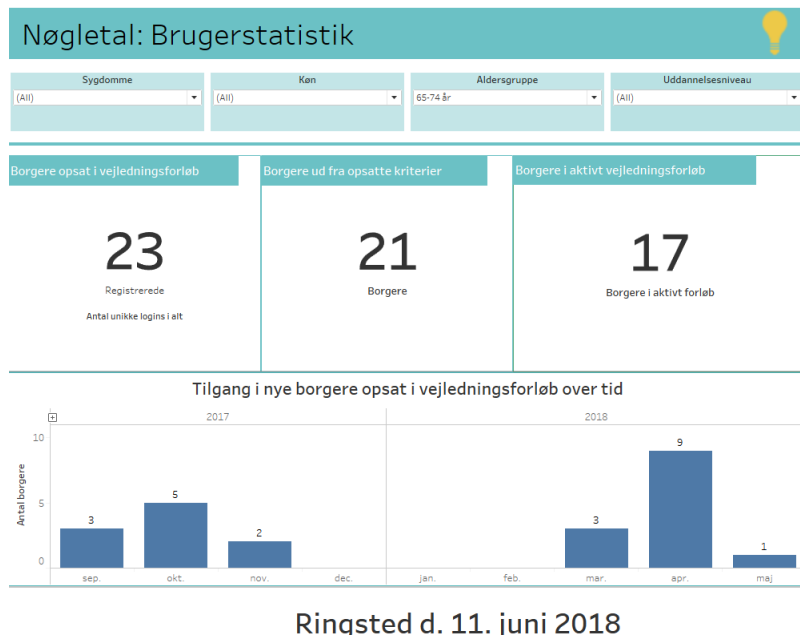 Nøgletal: Brugerstatistik
Sygdomme Køn Aldersgruppe Uddannelsesniveau
(All) (All) 65-74 år (All)
Borgere opsat i vejledningsforløb Borgere ud fra opsatte kriterier Borgere i aktivt vejledningsforløb
23 21 17
Registrerede Borgere Borgere i aktivt forløb
Antal unikke logins i alt
Tilgang i nye borgere opsat i vejledningsforløb over tid
2017 2018
Antal borgere
10
5
0
3 5 2 3 9 1
sep. okt. nov. dec. jan. feb. mar. apr. maj
Ringsted d. 11. juni 2018